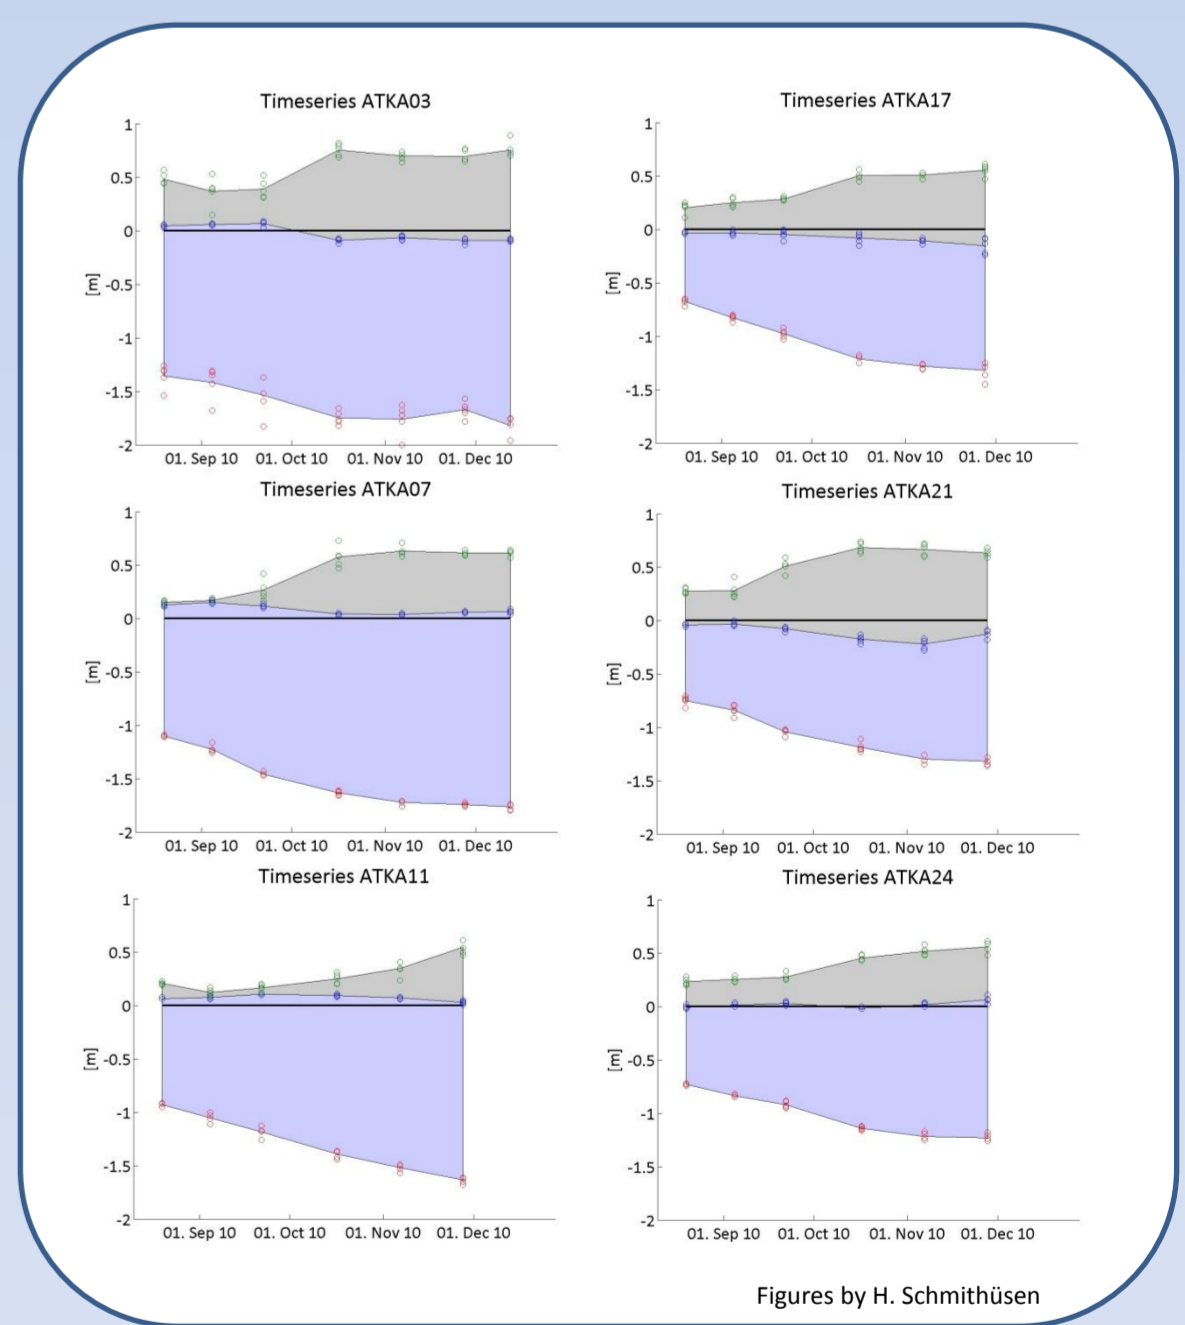 Timeseries ATKA03
1
0.5
0
-0.5
-1
-1.5
-2
[m]
01. Sep 10 01. Oct 10 01. Nov 10 01. Dec 10
Timeseries ATKA17
1
0.5
0
-0.5
-1
-1.5
-2
[m]
01. Sep 10 01. Oct 10 01. Nov 10 01. Dec 10
Timeseries ATKA07
1
0.5
0
-0.5
-1
-1.5
-2
[m]
01. Sep 10 01. Oct 10 01. Nov 10 01. Dec 10
Timeseries ATKA21
1
0.5
0
-0.5
-1
-1.5
-2
[m]
01. Sep 10 01. Oct 10 01. Nov 10 01. Dec 10
Timeseries ATKA11
1
0.5
0
-0.5
-1
-1.5
-2
[m]
01. Sep 10 01. Oct 10 01. Nov 10 01. Dec 10
Timeseries ATKA24
1
0.5
0
-0.5
-1
-1.5
-2
[m]
01. Sep 10 01. Oct 10 01. Nov 10 01. Dec 10
Figures by H. Schmithüsen